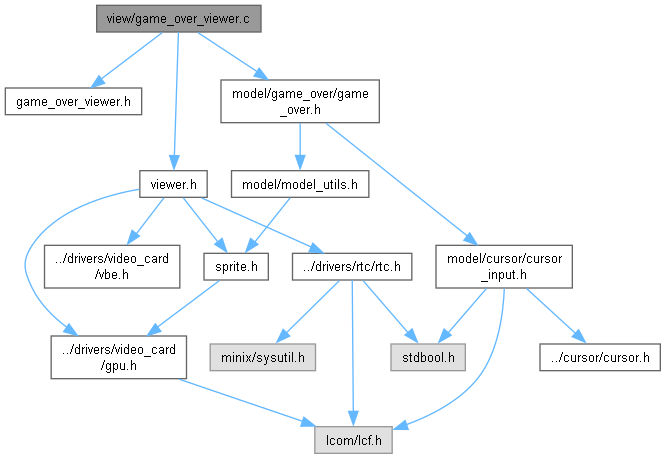 view/game_over_viewer.c
game_over_viewer.h
model/game_over/game
_over.h
viewer.h
model/model_utils.h
../drivers/video_card
/vbe.h
sprite.h
../drivers/rtc/rtc.h
model/cursor/cursor
_input.h
../drivers/video_card
/gpu.h
minix/sysutil.h
stdbool.h
../cursor/cursor.h
lcom/lcf.h